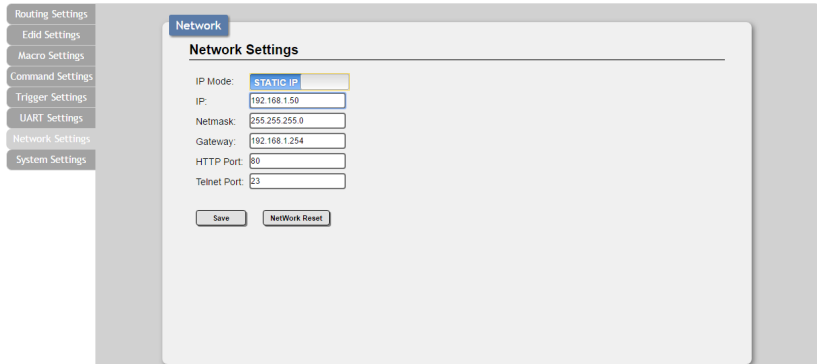 Routing Settings
Edid Settings
Macro Settings
Command Settings
Trigger Settings
UART Settings
Network Settings
System Settings
Network
Network Settings
IP Mode: STATIC IP
IP: 192.168.1.50
Netmask: 255.255.255.0
Gateway: 192.168.1.254
HTTP Port: 80
Telnet Port: 23
Save NetWork Reset